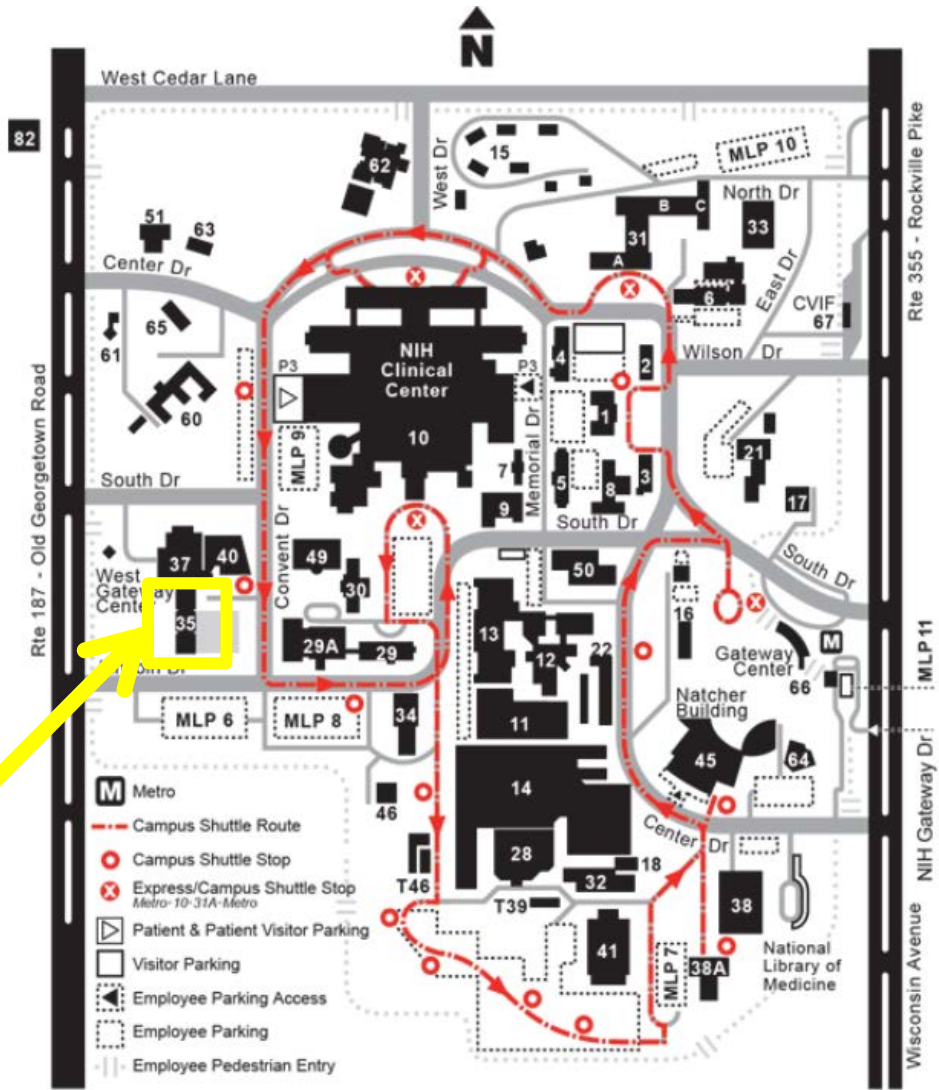 N
West Cedar Lane
82
West Dr
15
MLP 10
62
North Dr
B
C
31
A
33
51
63
Center Dr
6
East Dr
CVIF
67
Rte 355 - Rockville Pike
65
61
60
P3
NIH
Clinical
Center
10
P3
4
2
Wilson Dr
1
MLP 9
7
Memorial Dr
5
8
3
21
17
9
South Dr
South Dr
South Dr
Rte 187 - Old Georgetown Road
37
40
Convent Dr
49
30
50
West
Gateway
Center
35
29A
29
13
12
22
16
M
Gateway
Center
66
MLP 11
Natcher
Building
MLP 6
MLP 8
34
11
45
64
NIH Gateway Dr
14
46
Center Dr
28
18
32
T46
T39
38
41
MLP 7
38A
National
Library of
Medicine
Wisconsin Avenue
M Metro
Campus Shuttle Route
Campus Shuttle Stop
Express/Campus Shuttle Stop
Metro-10-31A-Metro
Patient & Patient Visitor Parking
Visitor Parking
Employee Parking Access
Employee Parking
Employee Pedestrian Entry